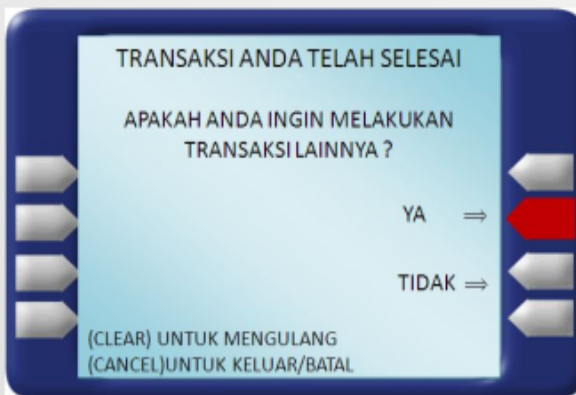 TRANSAKSI ANDA TELAH SELESAI
APAKAH ANDA INGIN MELAKUKAN
TRANSAKSI LAINNYA ?
YA ⇒
TIDAK ⇒
(CLEAR) UNTUK MENGULANG
(CANCEL)UNTUK KELUAR/BATAL